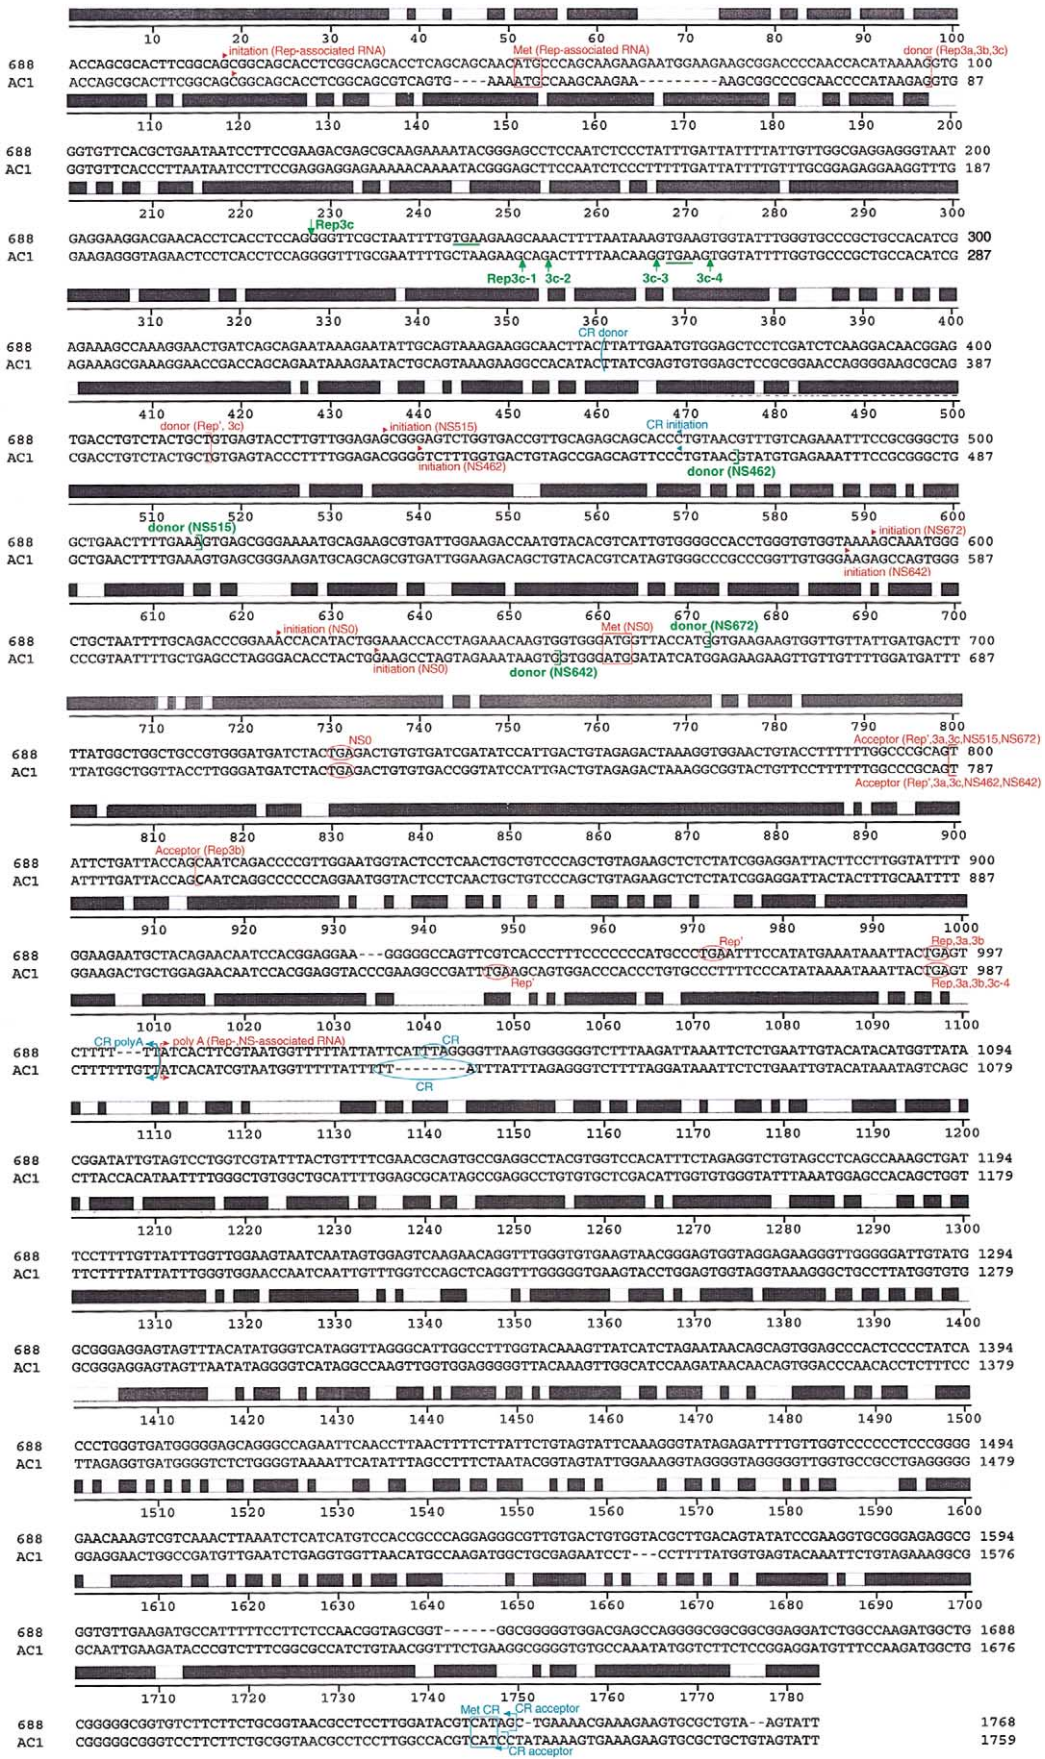 10 20 30 40 50 60 70 80 90 100
initiation (Rep-associated RNA) Met (Rep-associated RNA) donor (Rep3a,3b,3c)
688 ACCAGCGCACTTCGGCAGCGGCAGCACCTCGGCAGCACCTCAGCAGCAACATGCCCAGCAAGAAGAATGGAAGAAGCGGACCCCAACCACATAAAAGGTG 100
AC1 ACCAGCGCACTTCGGCAGCGGCAGCACCTCGGCAGCGTCAGTG----AAAATGCCAAGCAAGAA---------AAGCGGCCCGCAACCCCATAAGAGGTG 87
110 120 130 140 150 160 170 180 190 200
688 GGTGTTCACGCTGAATAATCCTTCCGAAGACGAGCGCAAGAAAATACGGGAGCCTCCAATCTCCCTATTTGATTATTTTATTGTTGGCGAGGAGGGTAAT 200
AC1 GGTGTTCACCCTTAATAATCCTTCCGAGGAGGAGAAAAACAAAATACGGGAGCTTCCAATCTCCCTTTTTGATTATTTTGTTTGCGGAGAGGAAGGTTTG 187
210 220 230 240 250 260 270 280 290 300
Rep3c
688 GAGGAAGGACGAACACCTCACCTCCAGGGGTTCGCTAATTTTGTGAAGAAGCAAACTTTTAATAAAGTGAAGTGGTATTTGGGTGCCCGCTGCCACATCG 300
AC1 GAAGAGGGTAGAACTCCTCACCTCCAGGGGTTTGCGAATTTTGCTAAGAAGCAGACTTTTAACAAGGTGAAGTGGTATTTTGGTGCCCGCTGCCACATCG 287
Rep3c-1 3c-2 3c-3 3c-4
310 320 330 340 350 360 370 380 390 400
CR donor
688 AGAAAGCCAAAGGAACTGATCAGCAGAATAAAGAATATTGCAGTAAAGAAGGCAACTTACTTATTGAATGTGGAGCTCCTCGATCTCAAGGACAACGGAG 400
AC1 AGAAAGCGAAAGGAACCGACCAGCAGAATAAAGAATACTGCAGTAAAGAAGGCCACATACTTATCGAGTGTGGAGCTCCGCGGAACCAGGGGAAGCGCAG 387
410 420 430 440 450 460 470 480 490 500
donor (Rep', 3c) initiation (NS515) CR initiation
688 TGACCTGTCTACTGCTGTGAGTACCTTGTTGGAGAGCGGGAGTCTGGTGACCGTTGCAGAGCAGCACCCTGTAACGTTTGTCAGAAATTTCCGCGGGCTG 500
AC1 CGACCTGTCTACTGCTGTGAGTACCCTTTTGGAGACGGGGTCTTTGGTGACTGTAGCCGAGCAGTTCCCTGTAACGTATGTGAGAAATTTCCGCGGGCTG 487
initiation (NS462) donor (NS462)
510 520 530 540 550 560 570 580 590 600
donor (NS515) initiation (NS672)
688 GCTGAACTTTTGAAAGTGAGCGGGAAAATGCAGAAGCGTGATTGGAAGACCAATGTACACGTCATTGTGGGGCCACCTGGGTGTGGTAAAAGCAAATGGG 600
AC1 GCTGAACTTTTGAAAGTGAGCGGGAAGATGCAGCAGCGTGATTGGAAGACAGCTGTACACGTCATAGTGGGCCCGCCCGGTTGTGGGAAGAGCCAGTGGG 587
initiation (NS642)
610 620 630 640 650 660 670 680 690 700
initiation (NS0) Met (NS0) donor (NS672)
688 CTGCTAATTTTGCAGACCCGGAAACCACATACTGGAAACCACCTAGAAACAAGTGGTGGGATGGTTACCATGGTGAAGAAGTGGTTGTTATTGATGACTT 700
AC1 CCCGTAATTTTGCTGAGCCTAGGGACACCTACTGGAAGCCTAGTAGAAATAAGTGGTGGGATGGATATCATGGAGAAGAAGTTGTTGTTTTGGATGATTT 687
initiation (NS0) donor (NS642)
710 720 730 740 750 760 770 780 790 800
NS0 Acceptor (Rep',3a,3c,NS515,NS672)
688 TTATGGCTGGCTGCCGTGGGATGATCTACTGAGACTGTGTGATCGATATCCATTGACTGTAGAGACTAAAGGTGGAACTGTACCTTTTTTGGCCCGCAGT 800
AC1 TTATGGCTGGTTACCTTGGGATGATCTACTGAGACTGTGTGACCGGTATCCATTGACTGTAGAGACTAAAGGCGGTACTGTTCCTTTTTTGGCCCGCAGT 787
Acceptor (Rep',3a,3c,NS462,NS642)
810 820 830 840 850 860 870 880 890 900
Acceptor (Rep3b)
688 ATTCTGATTACCAGCAATCAGACCCCGTTGGAATGGTACTCCTCAACTGCTGTCCCAGCTGTAGAAGCTCTCTATCGGAGGATTACTTCCTTGGTATTTT 900
AC1 ATTTTGATTACCAGCAATCAGGCCCCCCAGGAATGGTACTCCTCAACTGCTGTCCCAGCTGTAGAAGCTCTCTATCGGAGGATTACTACTTTGCAATTTT 887
910 920 930 940 950 960 970 980 990 1000
Rep' Rep,3a,3b
688 GGAAGAATGCTACAGAACAATCCACGGAGGAA---GGGGGCCAGTTCGTCACCCTTTCCCCCCCATGCCCTGAATTTCCATATGAAATAAATTACTGAGT 997
AC1 GGAAGACTGCTGGAGAACAATCCACGGAGGTACCCGAAGGCCGATTTGAAGCAGTGGACCCACCCTGTGCCCTTTTCCCATATAAAATAAATTACTGAGT 987
Rep' Rep,3a,3b,3c-4
1010 1020 1030 1040 1050 1060 1070 1080 1090 1100
CR polyA poly A (Rep-,NS-associated RNA) CR
688 CTTTT---TTATCACTTCGTAATGGTTTTTATTATTCATTTAGGGGTTAAGTGGGGGGTCTTTAAGATTAAATTCTCTGAATTGTACATACATGGTTATA 1094
AC1 CTTTTTTGTTATCACATCGTAATGGTTTTTATTTTT--------ATTTATTTAGAGGGTCTTTTAGGATAAATTCTCTGAATTGTACATAAATAGTCAGC 1079
CR
1110 1120 1130 1140 1150 1160 1170 1180 1190 1200
688 CGGATATTGTAGTCCTGGTCGTATTTACTGTTTTCGAACGCAGTGCCGAGGCCTACGTGGTCCACATTTCTAGAGGTCTGTAGCCTCAGCCAAAGCTGAT 1194
AC1 CTTACCACATAATTTTGGGCTGTGGCTGCATTTTGGAGCGCATAGCCGAGGCCTGTGTGCTCGACATTGGTGTGGGTATTTAAATGGAGCCACAGCTGGT 1179
1210 1220 1230 1240 1250 1260 1270 1280 1290 1300
688 TCCTTTTGTTATTTGGTTGGAAGTAATCAATAGTGGAGTCAAGAACAGGTTTGGGTGTGAAGTAACGGGAGTGGTAGGAGAAGGGTTGGGGGATTGTATG 1294
AC1 TTCTTTTATTATTTGGGTGGAACCAATCAATTGTTTGGTCCAGCTCAGGTTTGGGGGTGAAGTACCTGGAGTGGTAGGTAAAGGGCTGCCTTATGGTGTG 1279
1310 1320 1330 1340 1350 1360 1370 1380 1390 1400
688 GCGGGAGGAGTAGTTTACATATGGGTCATAGGTTAGGGCATTGGCCTTTGGTACAAAGTTATCATCTAGAATAACAGCAGTGGAGCCCACTCCCCTATCA 1394
AC1 GCGGGAGGAGTAGTTAATATAGGGGTCATAGGCCAAGTTGGTGGAGGGGGTTACAAAGTTGGCATCCAAGATAACAACAGTGGACCCAACACCTCTTTCC 1379
1410 1420 1430 1440 1450 1460 1470 1480 1490 1500
688 CCCTGGGTGATGGGGGAGCAGGGCCAGAATTCAACCTTAACTTTTCTTATTCTGTAGTATTCAAAGGGTATAGAGATTTTGTTGGTCCCCCCTCCCGGGG 1494
AC1 TTAGAGGTGATGGGGTCTCTGGGGTAAAATTCATATTTAGCCTTTCTAATACGGTAGTATTGGAAAGGTAGGGGTAGGGGGTTGGTGCCGCCTGAGGGGG 1479
1510 1520 1530 1540 1550 1560 1570 1580 1590 1600
688 GAACAAAGTCGTCAAACTTAAATCTCATCATGTCCACCGCCCAGGAGGGCGTTGTGACTGTGGTACGCTTGACAGTATATCCGAAGGTGCGGGAGAGGCG 1594
AC1 GGAGGAACTGGCCGATGTTGAATCTGAGGTGGTTAACATGCCAAGATGGCTGCGAGAATCCT---CCTTTTATGGTGAGTACAAATTCTGTAGAAAGGCG 1576
1610 1620 1630 1640 1650 1660 1670 1680 1690 1700
688 GGTGTTGAAGATGCCATTTTTCCTTCTCCAACGGTAGCGGT------GGCGGGGGTGGACGAGCCAGGGGCGGCGGCGGAGGATCTGGCCAAGATGGCTG 1688
AC1 GCAATTGAAGATACCCGTCTTTCGGCGCCATCTGTAACGGTTTCTGAAGGCGGGGTGTGCCAAATATGGTCTTCTCCGGAGGATGTTTCCAAGATGGCTG 1676
1710 1720 1730 1740 1750 1760 1770 1780
Met CR CR acceptor
688 CGGGGGCGGTGTCTTCTTCTGCGGTAACGCCTCCTTGGATACGTCATAGC-TGAAAACGAAAGAAGTGCGCTGTA--AGTATT 1768
AC1 CGGGGGCGGGTCCTTCTTCTGCGGTAACGCCTCCTTGGCCACGTCATCCTATAAAAGTGAAAGAAGTGCGCTGCTGTAGTATT 1759
CR acceptor